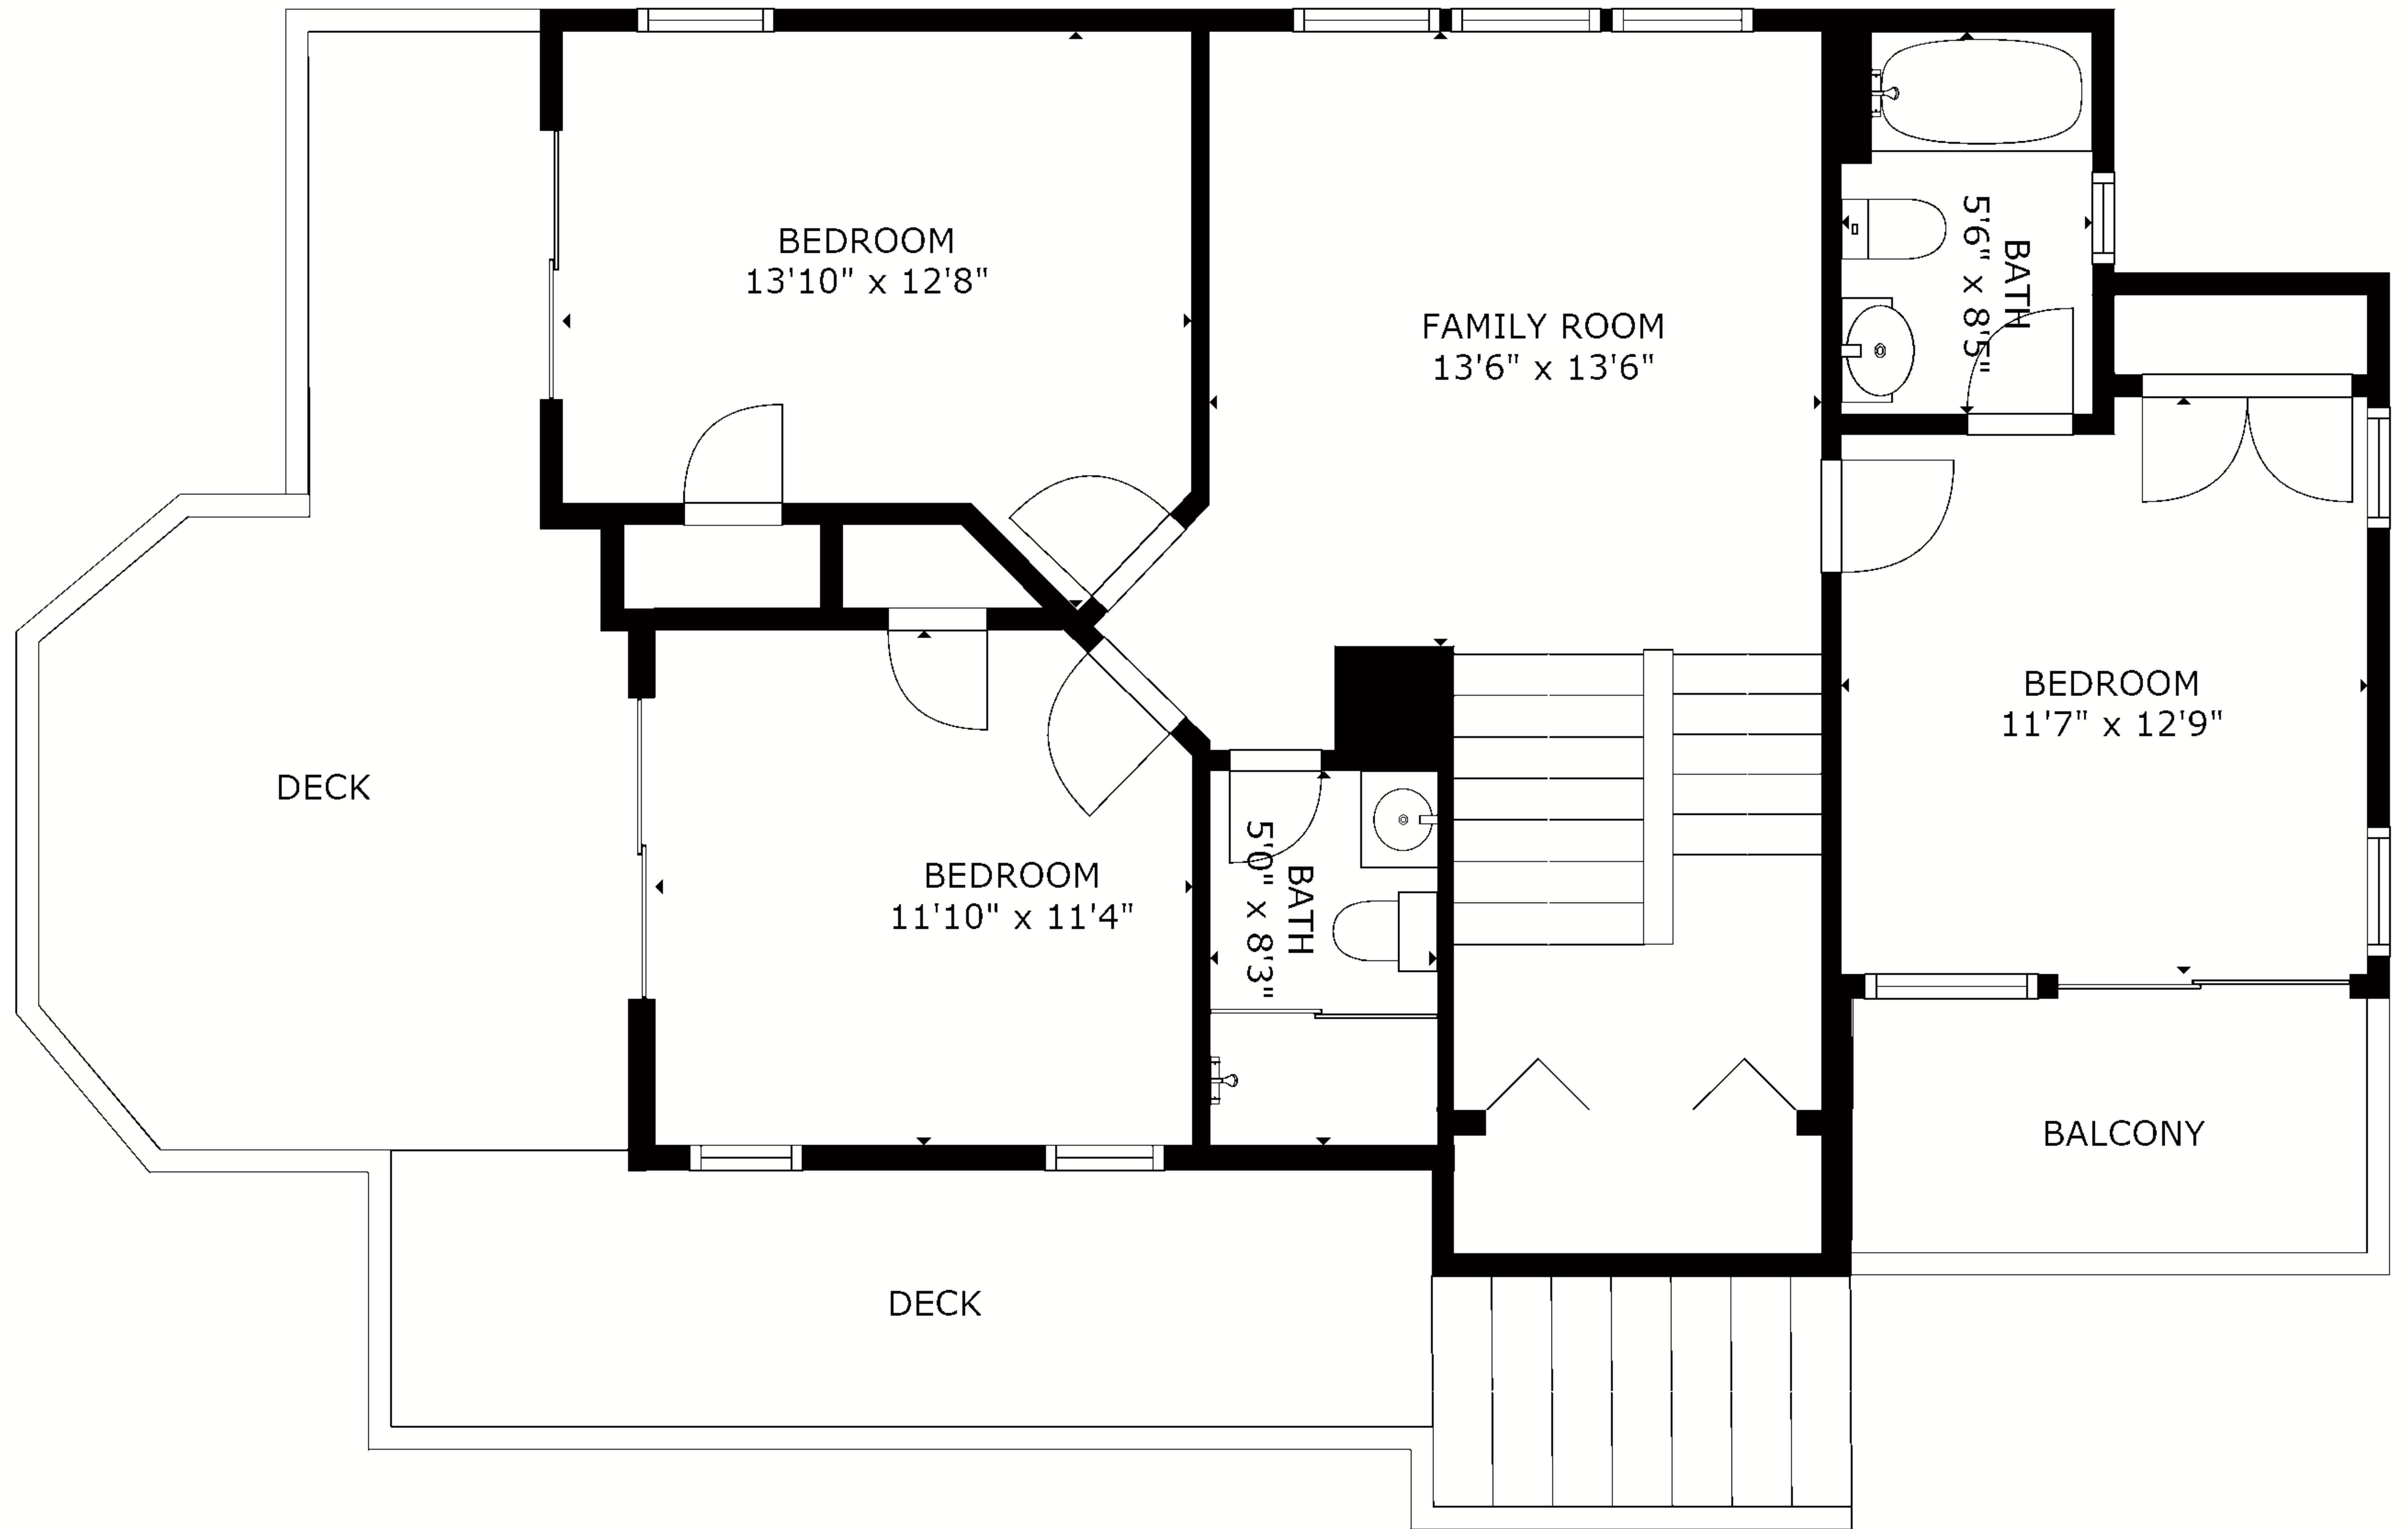 BEDROOM
13'10" x 12'8"
FAMILY ROOM
13'6" x 13'6"
BATH
5'6" x 8'5"
BEDROOM
11'7" x 12'9"
DECK
BEDROOM
11'10" x 11'4"
BATH
5'0" x 8'3"
BALCONY
DECK